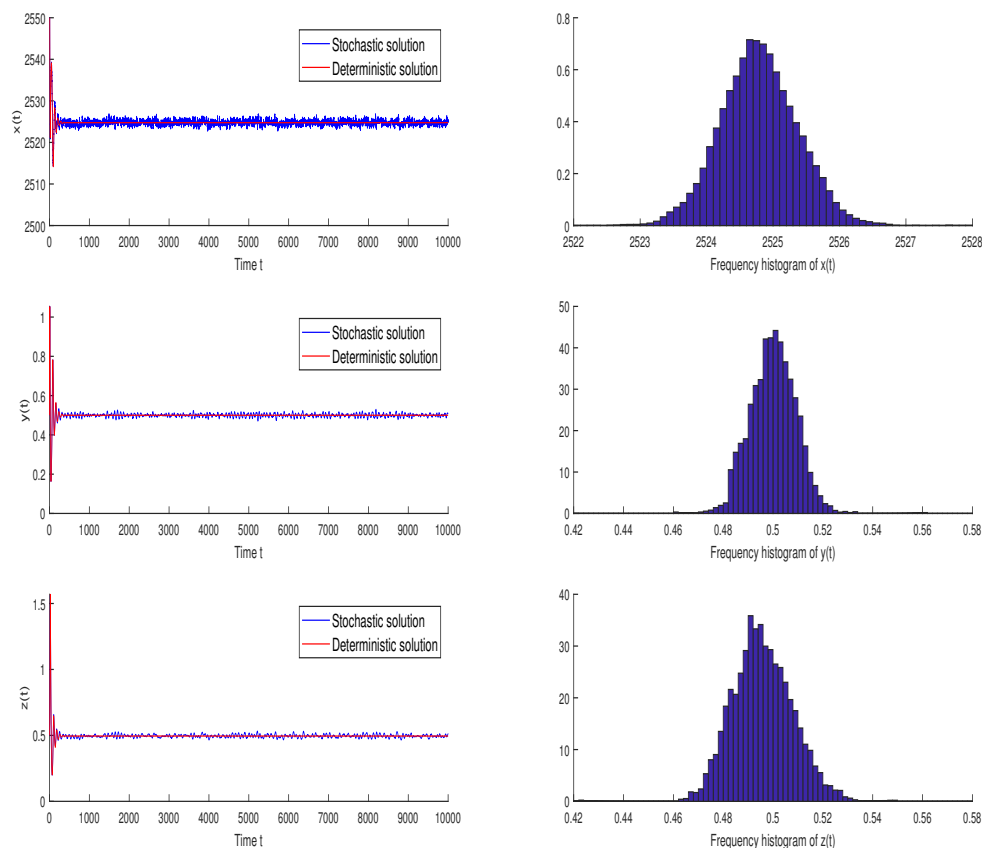 2550
2540
2530
2520
2510
2500
x(t)
0 1000 2000 3000 4000 5000 6000 7000 8000 9000 10000
Time t
Stochastic solution
Deterministic solution
0.8
0.6
0.4
0.2
0
2522 2523 2524 2525 2526 2527 2528
Frequency histogram of x(t)
1
0.8
0.6
0.4
0.2
0
y(t)
0 1000 2000 3000 4000 5000 6000 7000 8000 9000 10000
Time t
Stochastic solution
Deterministic solution
50
40
30
20
10
0
0.42 0.44 0.46 0.48 0.5 0.52 0.54 0.56 0.58
Frequency histogram of y(t)
1.5
1
0.5
0
z(t)
0 1000 2000 3000 4000 5000 6000 7000 8000 9000 10000
Time t
Stochastic solution
Deterministic solution
40
30
20
10
0
0.42 0.44 0.46 0.48 0.5 0.52 0.54 0.56 0.58
Frequency histogram of z(t)